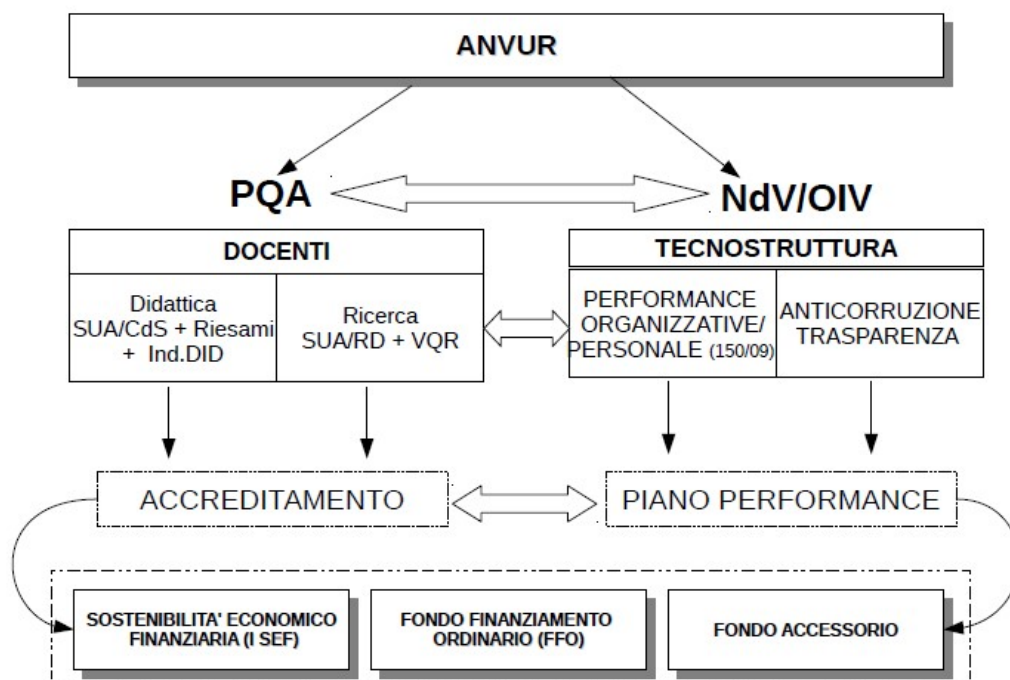 ANVUR
PQA
NdV/OIV
DOCENTI
TECNOSTRUTTURA
Didattica
SUA/CdS + Riesami
+ Ind.DID
Ricerca
SUA/RD + VQR
PERFORMANCE
ORGANIZZATIVE/
PERSONALE (150/09)
ANTICORRUZIONE
TRASPARENZA
ACCREDITAMENTO
PIANO PERFORMANCE
SOSTENIBILITA' ECONOMICO
FINANZIARIA (I SEF)
FONDO FINANZIAMENTO
ORDINARIO (FFO)
FONDO ACCESSORIO